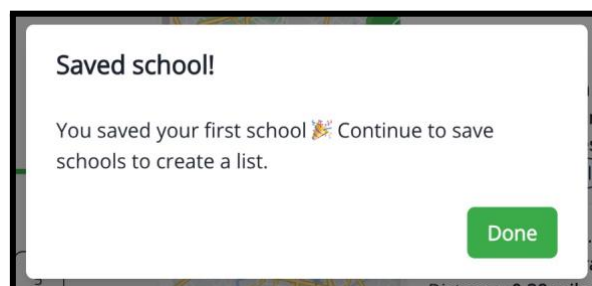 Saved school!
You saved your first school 🎉 Continue to save
schools to create a list.
Done